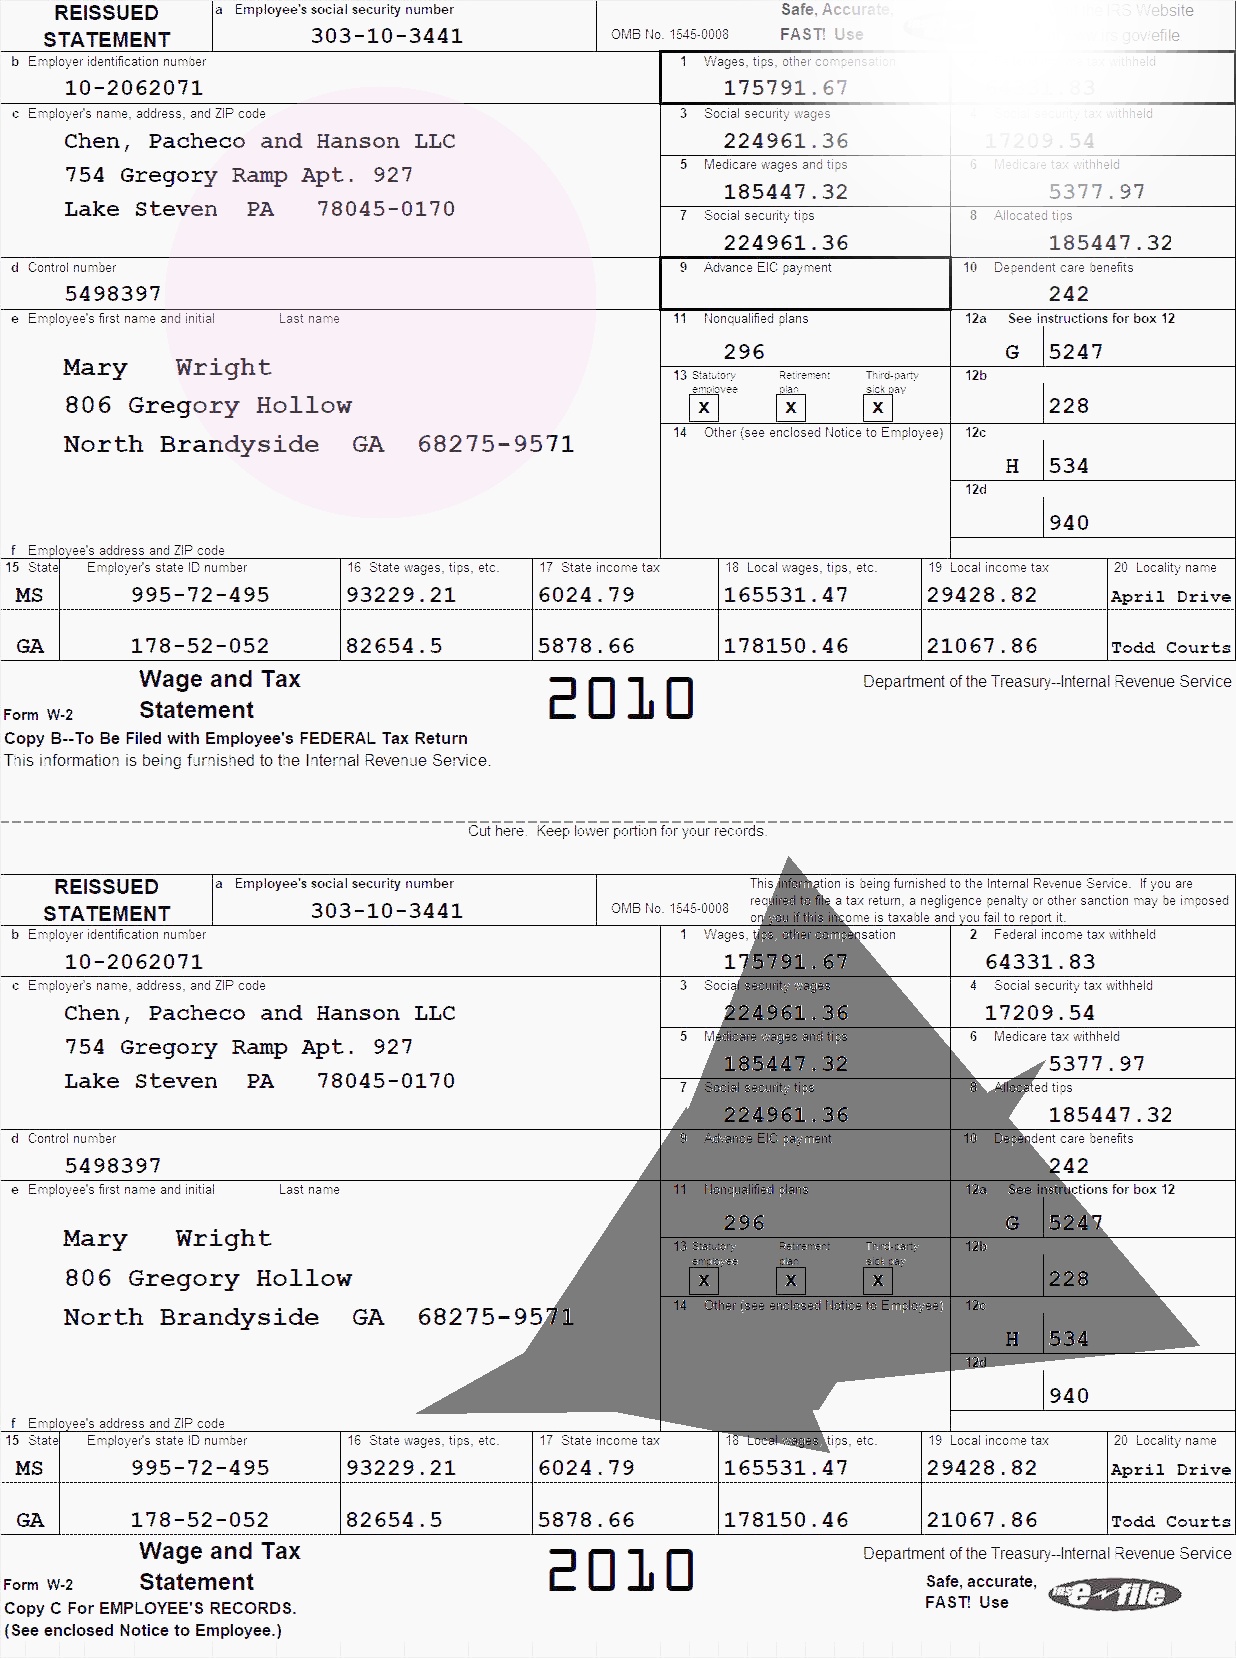 REISSUED STATEMENT
a Employee's social security number
303-10-3441
OMB No. 1545-0008
Safe, Accurate,
FAST! Use
IRS Website
gov/efile
b Employer identification number
10-2062071
1 Wages, tips, other compensation
175791.67
tax withheld
.83
c Employer's name, address, and ZIP code
Chen, Pacheco and Hanson LLC
754 Gregory Ramp Apt. 927
Lake Steven PA 78045-0170
3 Social security wages
224961.36
4 Social security tax withheld
17209.54
5 Medicare wages and tips
185447.32
6 Medicare tax withheld
5377.97
7 Social security tips
224961.36
8 Allocated tips
185447.32
d Control number
5498397
9 Advance EIC payment
10 Dependent care benefits
242
e Employee's first name and initial Last name
Mary Wright
806 Gregory Hollow
North Brandyside GA 68275-9571
11 Nonqualified plans
296
12a See instructions for box 12
G 5247
13 Statutory employee Retirement plan Third-party sick pay
X X X
12b
228
14 Other (see enclosed Notice to Employee)
12c
H 534
12d
940
f Employee's address and ZIP code
15 State Employer's state ID number 16 State wages, tips, etc. 17 State income tax 18 Local wages, tips, etc. 19 Local income tax 20 Locality name
MS 995-72-495 93229.21 6024.79 165531.47 29428.82 April Drive
GA 178-52-052 82654.5 5878.66 178150.46 21067.86 Todd Courts
Form W-2 Wage and Tax Statement
2010
Department of the Treasury--Internal Revenue Service
Copy B--To Be Filed with Employee's FEDERAL Tax Return
This information is being furnished to the Internal Revenue Service.
Cut here. Keep lower portion for your records.
REISSUED STATEMENT
a Employee's social security number
303-10-3441
OMB No. 1545-0008
This information is being furnished to the Internal Revenue Service. If you are
required to file a tax return, a negligence penalty or other sanction may be imposed
on you if this income is taxable and you fail to report it.
b Employer identification number
10-2062071
1 Wages, tips, other compensation
175791.67
2 Federal income tax withheld
64331.83
c Employer's name, address, and ZIP code
Chen, Pacheco and Hanson LLC
754 Gregory Ramp Apt. 927
Lake Steven PA 78045-0170
3 Social security wages
224961.36
4 Social security tax withheld
17209.54
5 Medicare wages and tips
185447.32
6 Medicare tax withheld
5377.97
7 Social security tips
224961.36
8 Allocated tips
185447.32
d Control number
5498397
9 Advance EIC payment
10 Dependent care benefits
242
e Employee's first name and initial Last name
Mary Wright
806 Gregory Hollow
North Brandyside GA 68275-9571
11 Nonqualified plans
296
12a See instructions for box 12
G 5247
13 Statutory employee Retirement plan Third-party sick pay
X X X
12b
228
14 Other (see enclosed Notice to Employee)
12c
H 534
12d
940
f Employee's address and ZIP code
15 State Employer's state ID number 16 State wages, tips, etc. 17 State income tax 18 Local wages, tips, etc. 19 Local income tax 20 Locality name
MS 995-72-495 93229.21 6024.79 165531.47 29428.82 April Drive
GA 178-52-052 82654.5 5878.66 178150.46 21067.86 Todd Courts
Form W-2 Wage and Tax Statement
2010
Department of the Treasury--Internal Revenue Service
Safe, accurate,
FAST! Use
IRS e-file
Copy C For EMPLOYEE'S RECORDS.
(See enclosed Notice to Employee.)